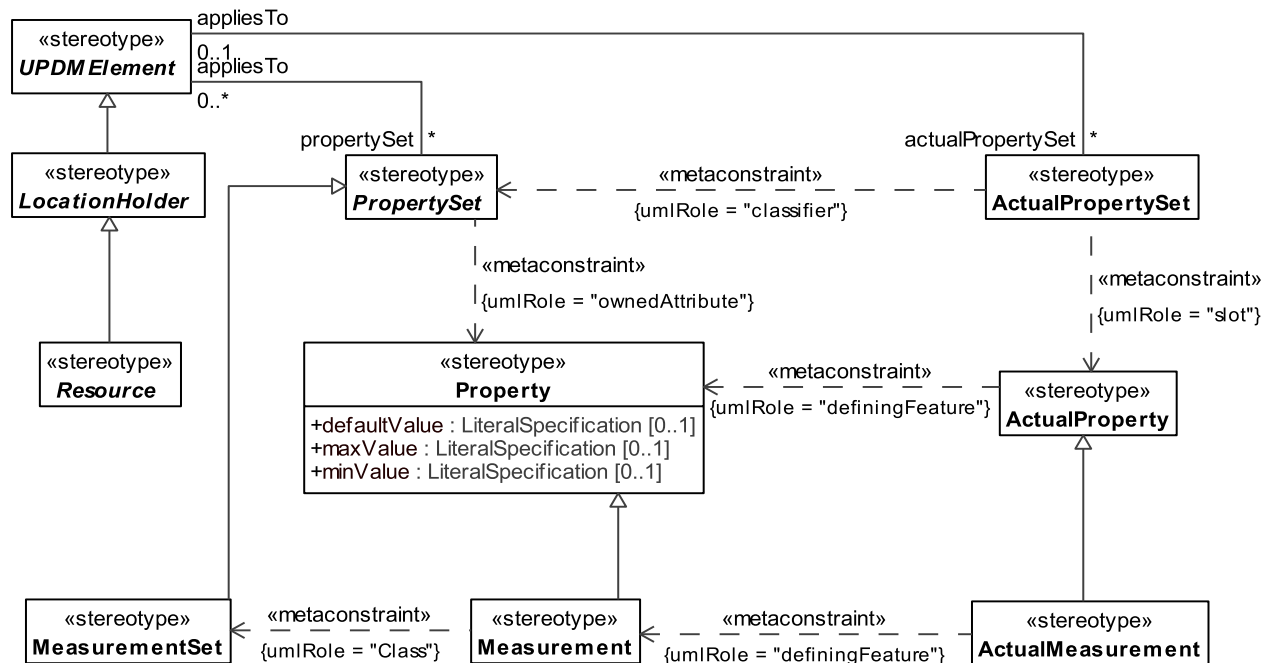 appliesTo
«stereotype»
UPDMElement
0..1
appliesTo
0..*
propertySet *
actualPropertySet *
«stereotype»
LocationHolder
«stereotype»
PropertySet
«metaconstraint»
{umlRole = "classifier"}
«stereotype»
ActualPropertySet
«metaconstraint»
{umlRole = "ownedAttribute"}
«metaconstraint»
{umlRole = "slot"}
«stereotype»
Resource
«stereotype»
Property
+defaultValue : LiteralSpecification [0..1]
+maxValue : LiteralSpecification [0..1]
+minValue : LiteralSpecification [0..1]
«metaconstraint»
{umlRole = "definingFeature"}
«stereotype»
ActualProperty
«stereotype»
MeasurementSet
«metaconstraint»
{umlRole = "Class"}
«stereotype»
Measurement
«metaconstraint»
{umlRole = "definingFeature"}
«stereotype»
ActualMeasurement